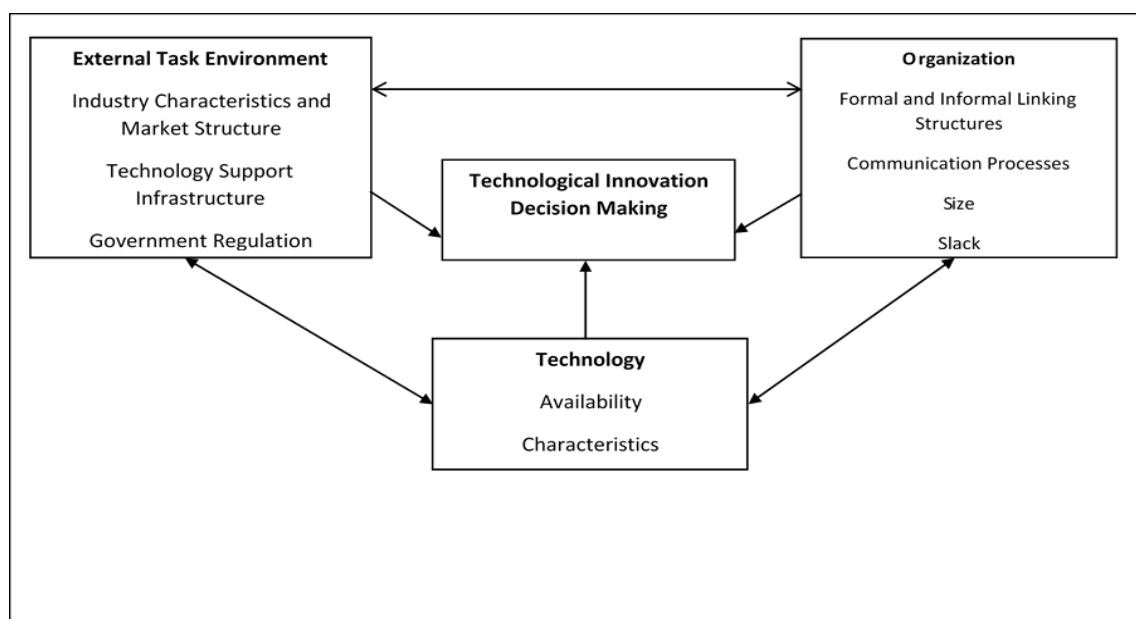 External Task Environment
Industry Characteristics and
Market Structure
Technology Support
Infrastructure
Government Regulation
Technological Innovation
Decision Making
Organization
Formal and Informal Linking
Structures
Communication Processes
Size
Slack
Technology
Availability
Characteristics